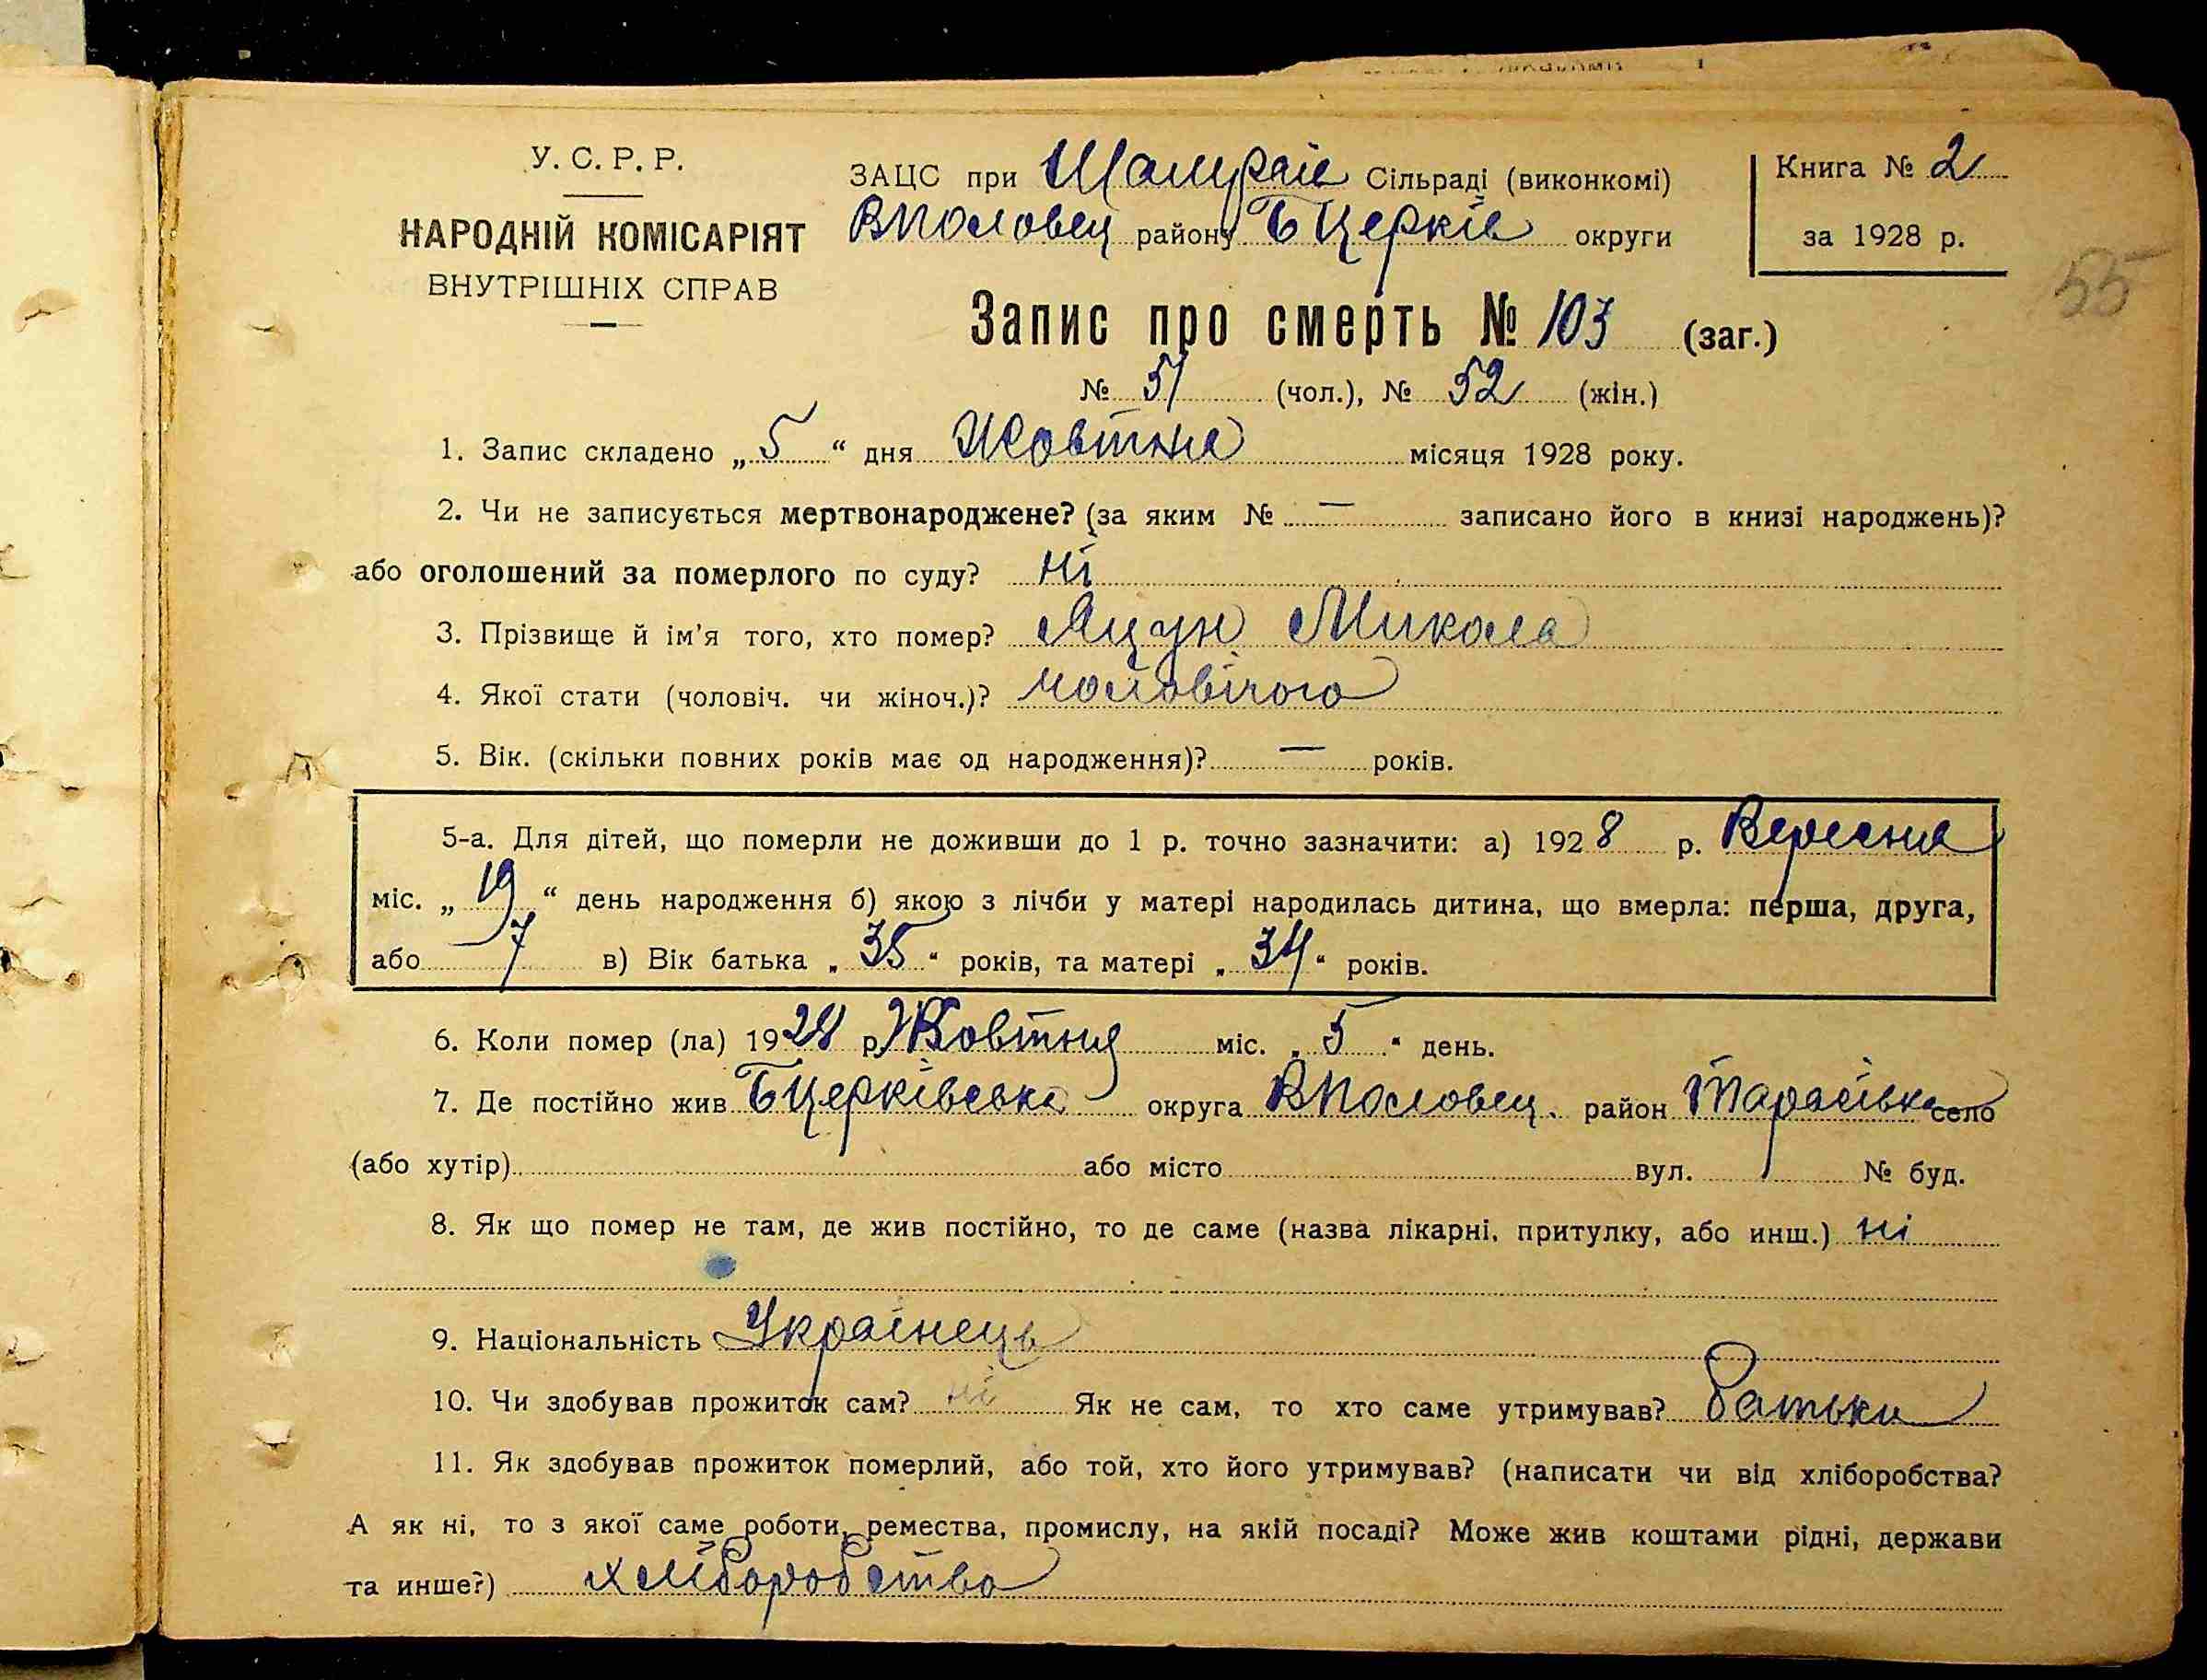 У. С. Р. Р.
НАРОДНІЙ КОМІСАРІЯТ
ВНУТРІШНІХ СПРАВ
ЗАЦС при Шамраїв Сільраді (виконкомі)
ВПоловец району БЦерків округи
Книга № 2
за 1928 р.
55
Запис про смерть № 103 (заг.)
№ 51 (чол.), № 52 (жін.)
1. Запис складено „ 5 “ дня Жовтня місяця 1928 року.
2. Чи не записується мертвонароджене? (за яким № — записано його в книзі народжень)?
або оголошений за померлого по суду? ні
3. Прізвище й ім'я того, хто помер? Яцун Микола
4. Якої стати (чоловіч. чи жіноч.)? чоловічого
5. Вік. (скільки повних років має од народження)? — років.
5-а. Для дітей, що померли не доживши до 1 р. точно зазначити: а) 1928 р. Вересня
міс. „ 19 “ день народження б) якою з лічби у матері народилась дитина, що вмерла: перша, друга,
або 7 в) Вік батька „ 35 “ років, та матері „ 34 “ років.
6. Коли помер (ла) 1928 р. Жовтня міс. „ 5 “ день.
7. Де постійно жив БЦерківська округа ВПоловец. район Тарасівка село
(або хутір) або місто вул. № буд.
8. Як що помер не там, де жив постійно, то де саме (назва лікарні, притулку, або инш.) ні
9. Національність Українець
10. Чи здобував прожиток сам? ні Як не сам, то хто саме утримував? батьки
11. Як здобував прожиток померлий, або той, хто його утримував? (написати чи від хліборобства?
А як ні, то з якої саме роботи, ремества, промислу, на якій посаді? Може жив коштами рідні, держави
та инше?) хліборобство